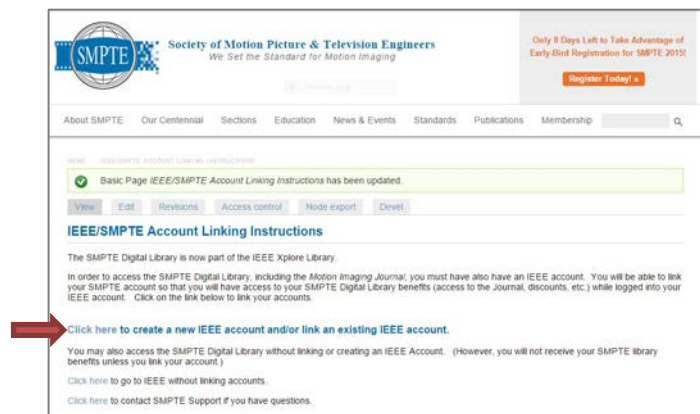 SMPTE
Society of Motion Picture & Television Engineers
We Set the Standard for Motion Imaging
Only 8 Days Left to Take Advantage of
Early-Bird Registration for SMPTE 2015!
Register Today! »
About SMPTE Our Centennial Sections Education News & Events Standards Publications Membership
HOME IEEE/SMPTE ACCOUNT LINKING INSTRUCTIONS
Basic Page IEEE/SMPTE Account Linking Instructions has been updated.
View Edit Revisions Access control Node export Devel
IEEE/SMPTE Account Linking Instructions
The SMPTE Digital Library is now part of the IEEE Xplore Library.
In order to access the SMPTE Digital Library, including the Motion Imaging Journal, you must have also have an IEEE account. You will be able to link
your SMPTE account so that you will have access to your SMPTE Digital Library benefits (access to the Journal, discounts, etc.) while logged into your
IEEE account. Click on the link below to link your accounts.
Click here to create a new IEEE account and/or link an existing IEEE account.
You may also access the SMPTE Digital Library without linking or creating an IEEE Account. (However, you will not receive your SMPTE library
benefits unless you link your account.)
Click here to go to IEEE without linking accounts.
Click here to contact SMPTE Support if you have questions.